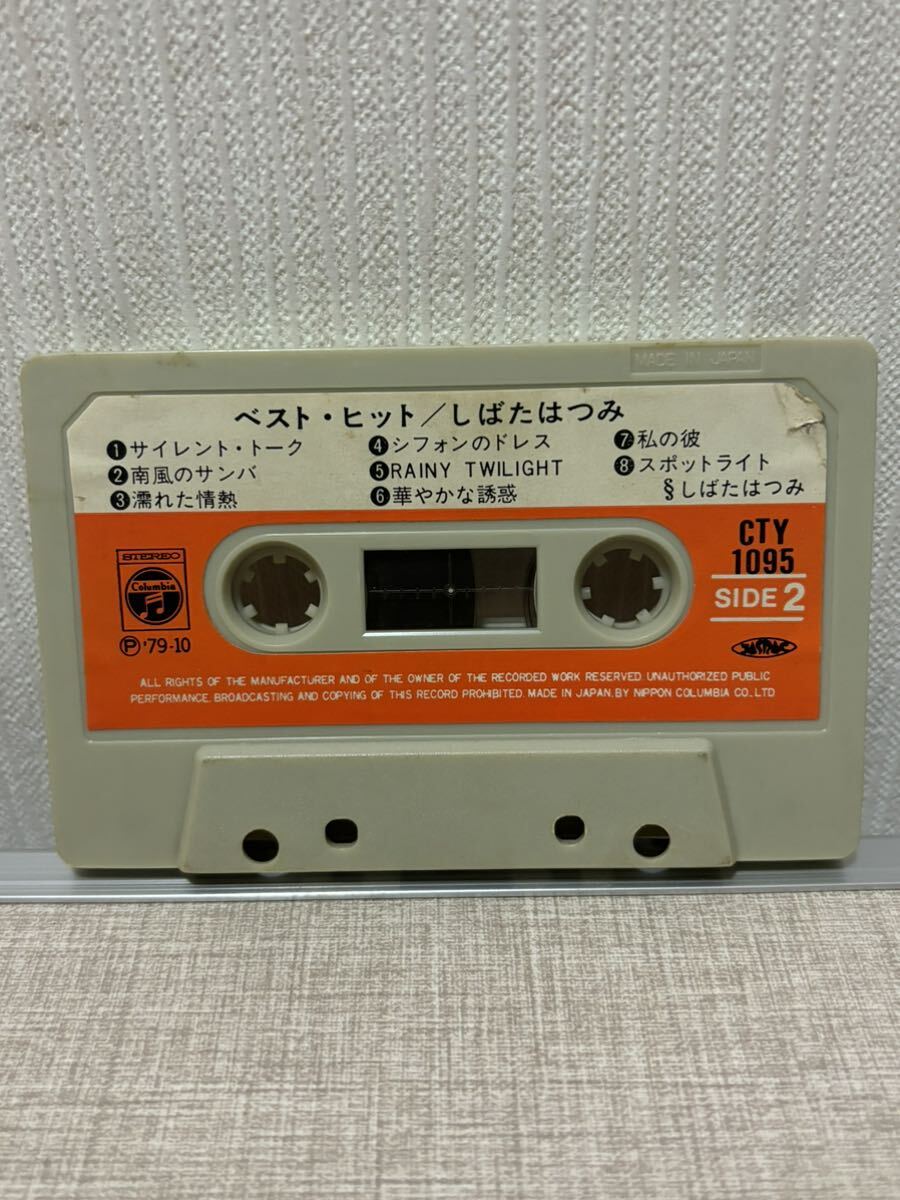 MADE IN JAPAN
ベスト・ヒット/しばたはつみ
❶サイレント・トーク
❷南風のサンバ
❸濡れた情熱
❹シフォンのドレス
❺RAINY TWILIGHT
❻華やかな誘惑
❼私の彼
❽スポットライト
§しばたはつみ
STEREO
Columbia
Ⓟ'79-10
CTY
1095
SIDE 2
JASRAC
ALL RIGHTS OF THE MANUFACTURER AND OF THE OWNER OF THE RECORDED WORK RESERVED UNAUTHORIZED PUBLIC
PERFORMANCE. BROADCASTING AND COPYING OF THIS RECORD PROHIBITED. MADE IN JAPAN. BY NIPPON COLUMBIA CO., LTD